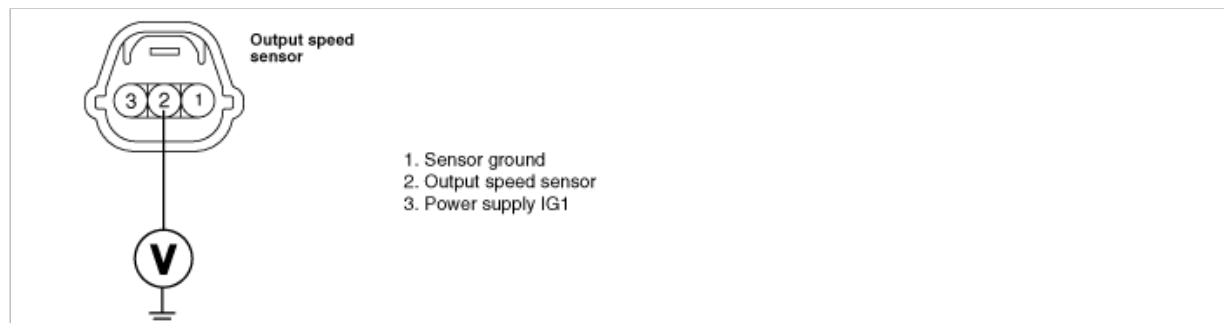 Output speed
sensor
3 2 1
1. Sensor ground
2. Output speed sensor
3. Power supply IG1
V